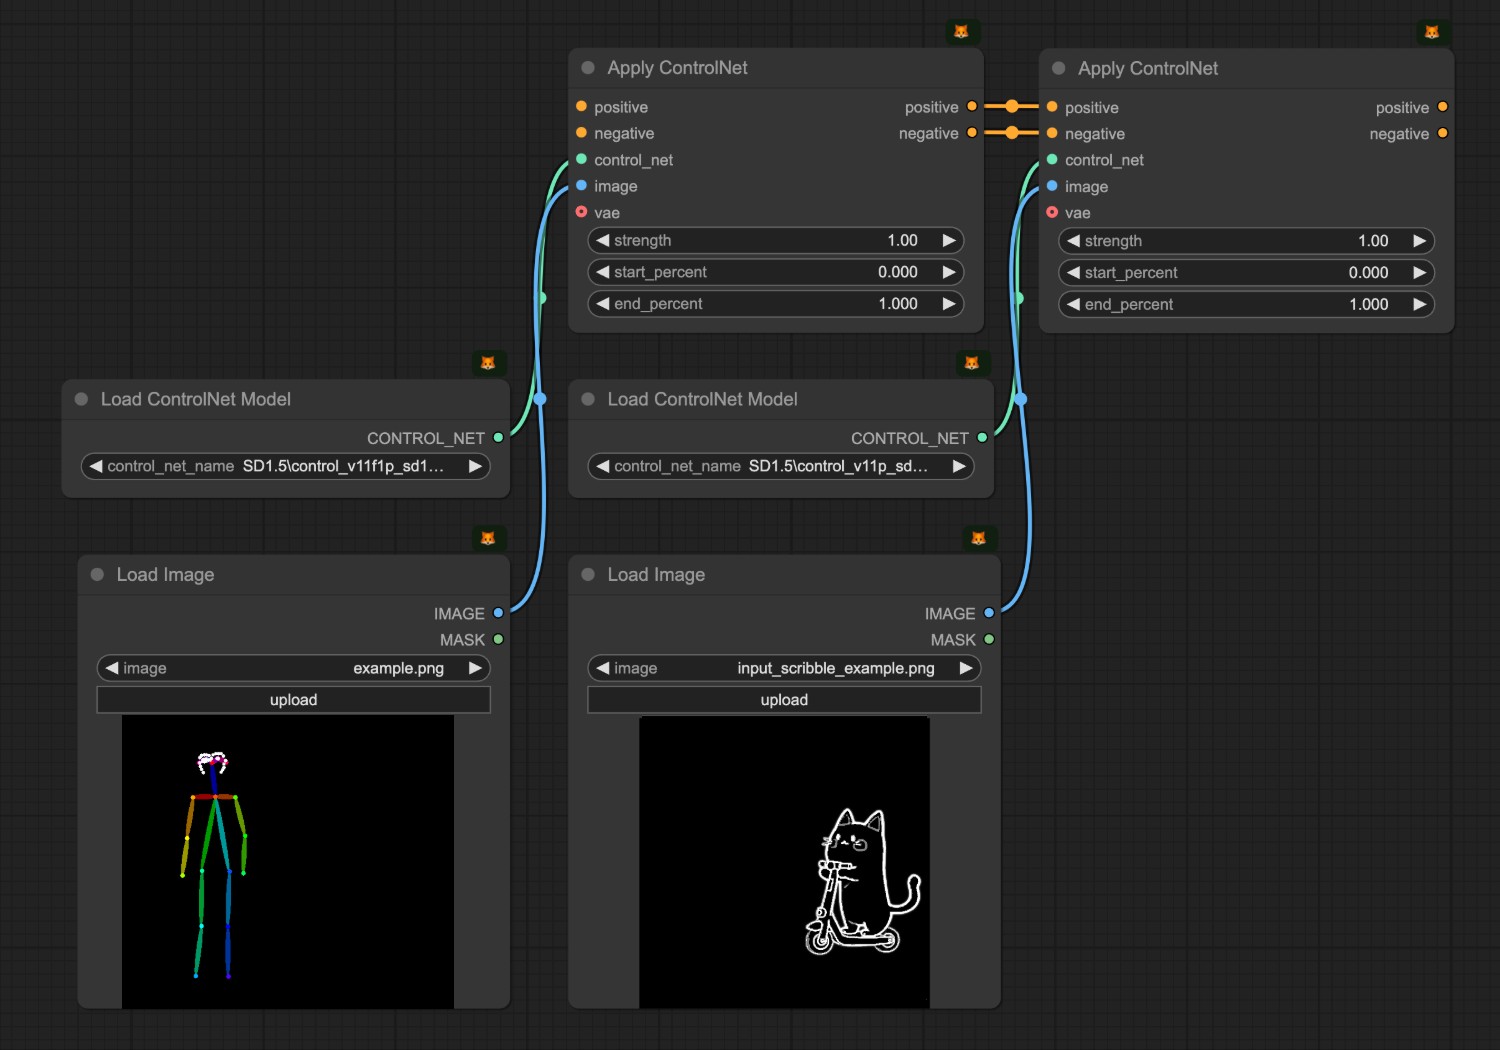 Apply ControlNet
positive
positive
negative
negative
control_net
image
vae
strength 1.00
start_percent 0.000
end_percent 1.000
Apply ControlNet
positive
positive
negative
negative
control_net
image
vae
strength 1.00
start_percent 0.000
end_percent 1.000
Load ControlNet Model
CONTROL_NET
control_net_name SD1.5\control_v11f1p_sd1...
Load ControlNet Model
CONTROL_NET
control_net_name SD1.5\control_v11p_sd...
Load Image
IMAGE
MASK
image example.png
upload
Load Image
IMAGE
MASK
image input_scribble_example.png
upload